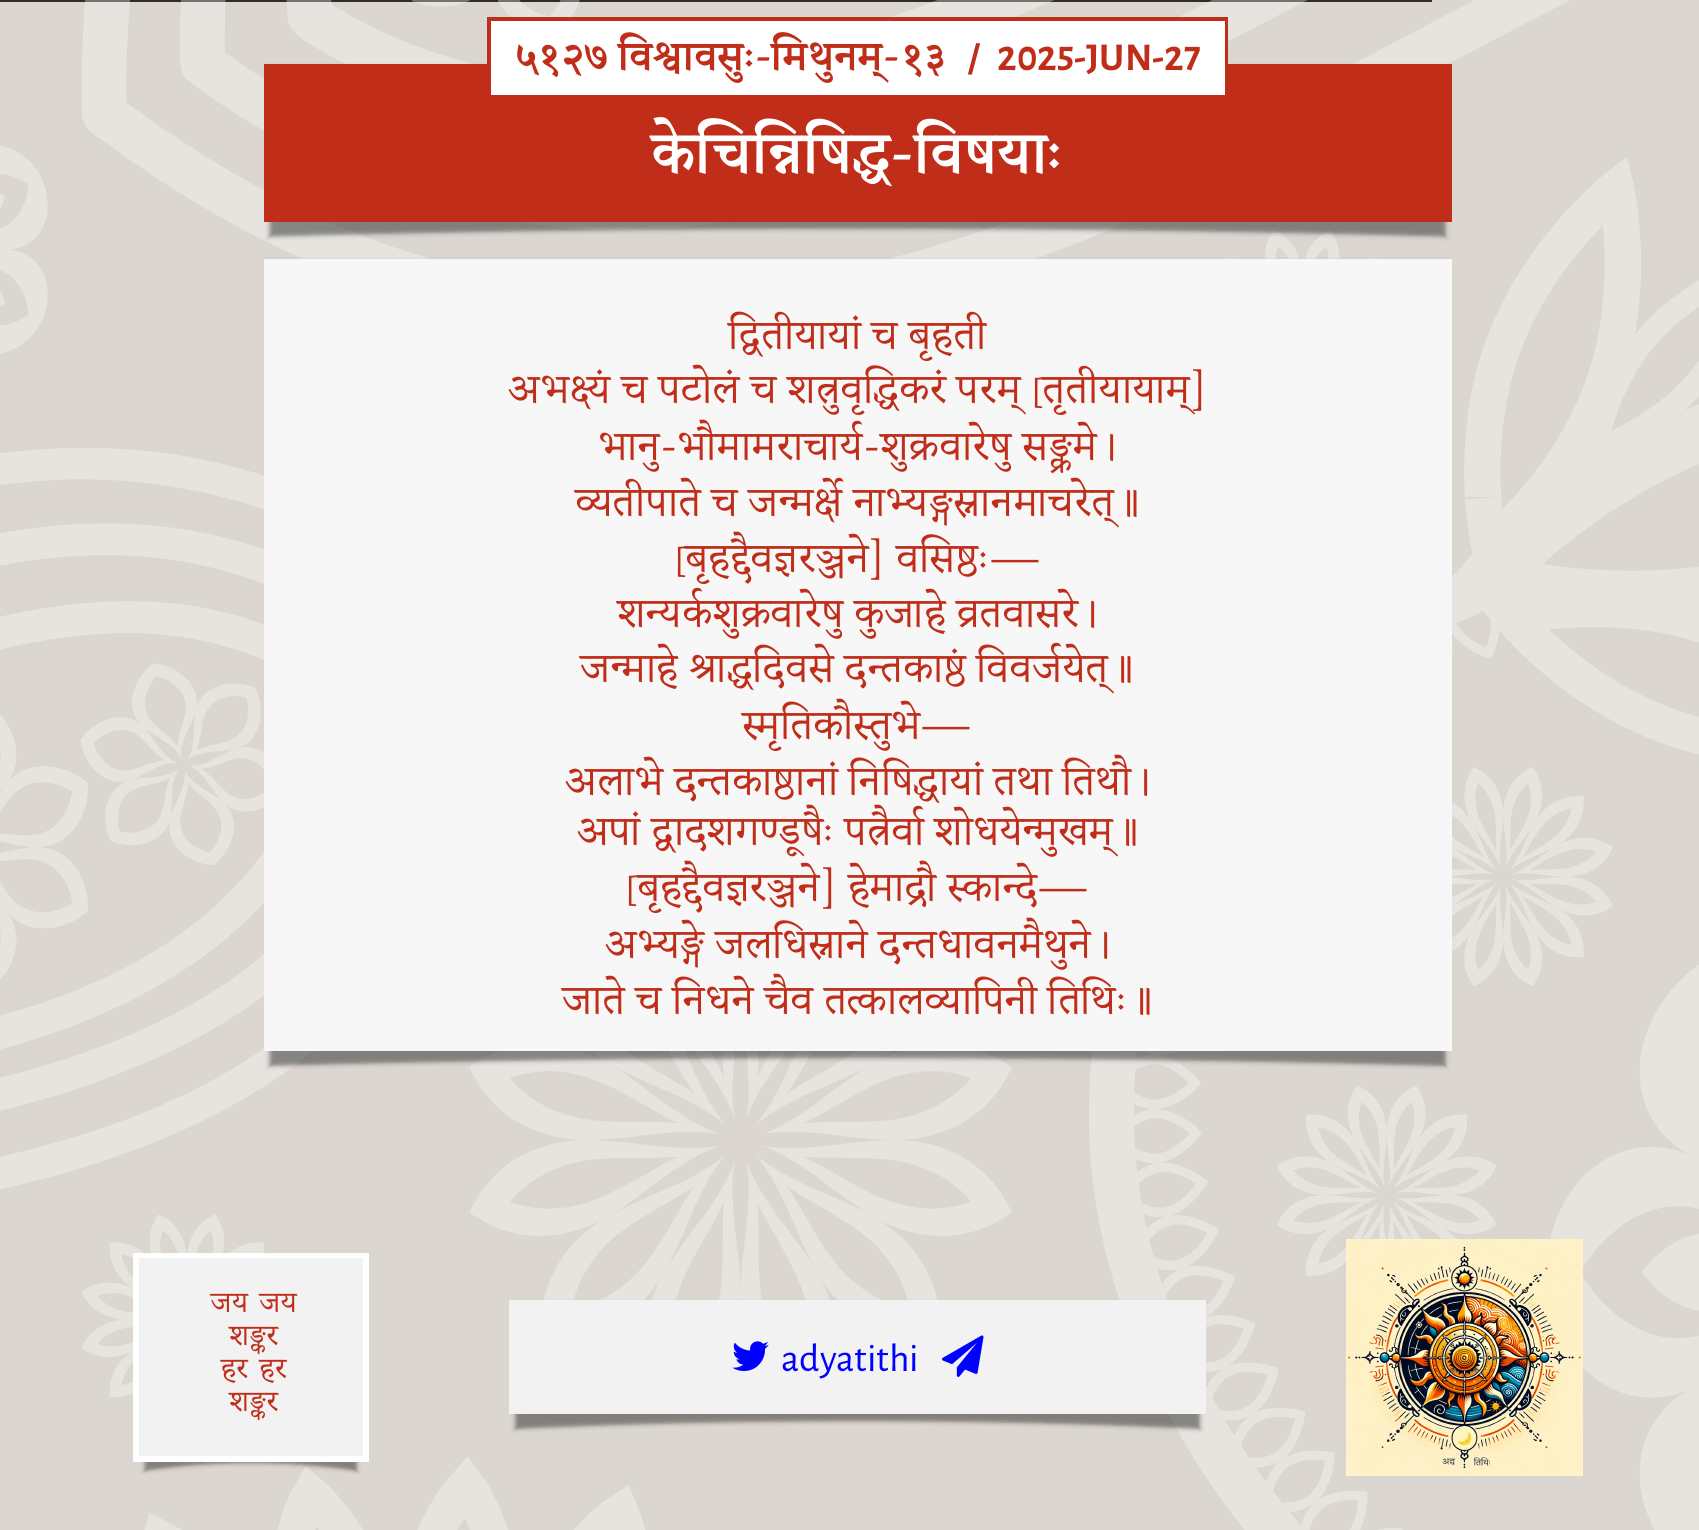 ५१२७ विश्वावसुः-मिथुनम्-१३ / 2025-JUN-27
केचिन्निषिद्ध-विषयाः
द्वितीयायां च बृहती
अभक्ष्यं च पटोलं च शत्रुवृद्धिकरं परम् [तृतीयायाम्]
भानु-भौमामराचार्य-शुक्रवारेषु सङ्क्रमे।
व्यतीपाते च जन्मर्क्षे नाभ्यङ्गस्नानमाचरेत्॥
[बृहद्दैवज्ञरञ्जने] वसिष्ठः—
शन्यर्कशुक्रवारेषु कुजाहे व्रतवासरे।
जन्माहे श्राद्धदिवसे दन्तकाष्ठं विवर्जयेत्॥
स्मृतिकौस्तुभे—
अलाभे दन्तकाष्ठानां निषिद्धायां तथा तिथौ।
अपां द्वादशगण्डूषैः पत्रैर्वा शोधयेन्मुखम्॥
[बृहद्दैवज्ञरञ्जने] हेमाद्रौ स्कान्दे—
अभ्यङ्गे जलधिस्नाने दन्तधावनमैथुने।
जाते च निधने चैव तत्कालव्यापिनी तिथिः॥
जय जय
शङ्कर
हर हर
शङ्कर
adyatithi
अद्य तिथिः